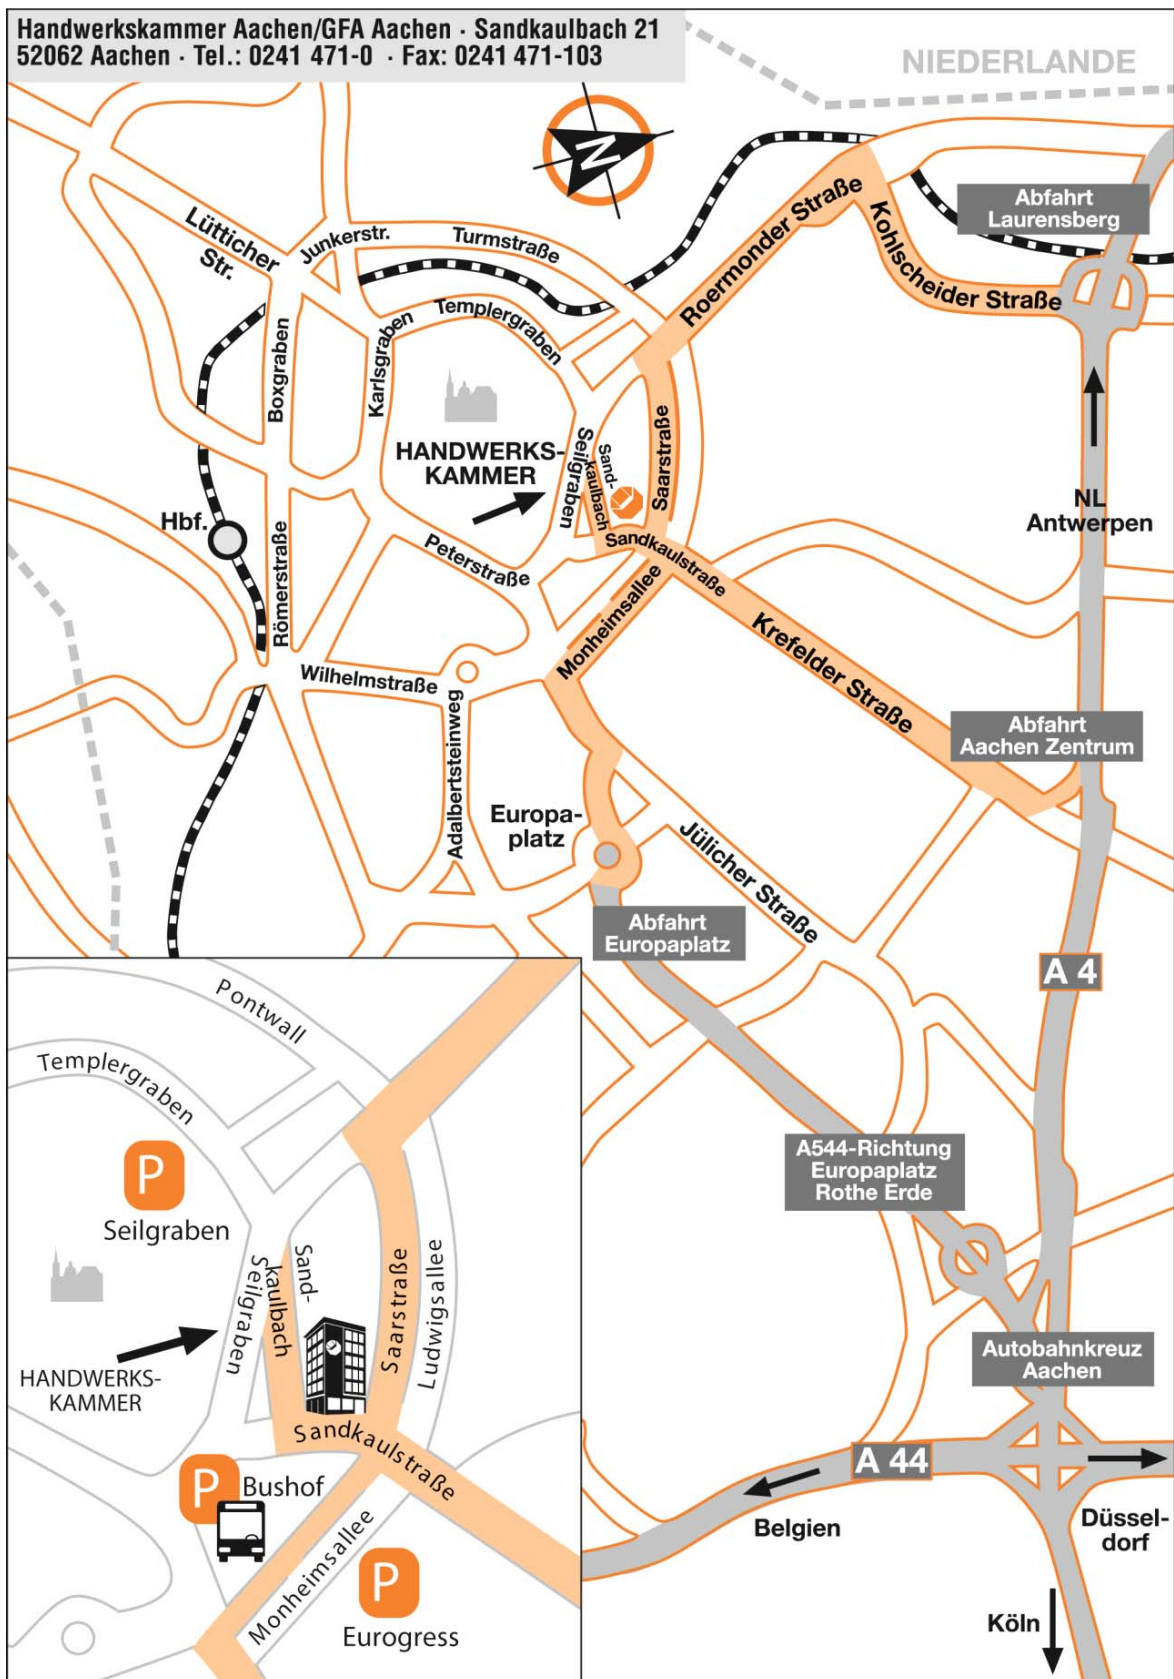 Handwerkskammer Aachen/GFA Aachen · Sandkaulbach 21
52062 Aachen · Tel.: 0241 471-0 · Fax: 0241 471-103
NIEDERLANDE
N
Abfahrt
Laurensberg
Lütticher
Str.
Junkerstr.
Turmstraße
Roermonder Straße
Kohlscheider Straße
Templergraben
Karlsgraben
Boxgraben
HANDWERKS-
KAMMER
Seilgraben
Sand-
kaulbach
Saarstraße
NL
Antwerpen
Hbf.
Römerstraße
Peterstraße
Sandkaulstraße
Monheimsallee
Krefelder Straße
Wilhelmstraße
Adalbertsteinweg
Abfahrt
Aachen Zentrum
Europa-
platz
Jülicher Straße
Abfahrt
Europaplatz
A 4
A544-Richtung
Europaplatz
Rothe Erde
Autobahnkreuz
Aachen
A 44
Belgien
Düssel-
dorf
Köln
Pontwall
Templergraben
P
Seilgraben
Seilgraben
Sand-
kaulbach
Saarstraße
Ludwigsallee
HANDWERKS-
KAMMER
Sandkaulstraße
P
Bushof
Monheimsallee
P
Eurogress